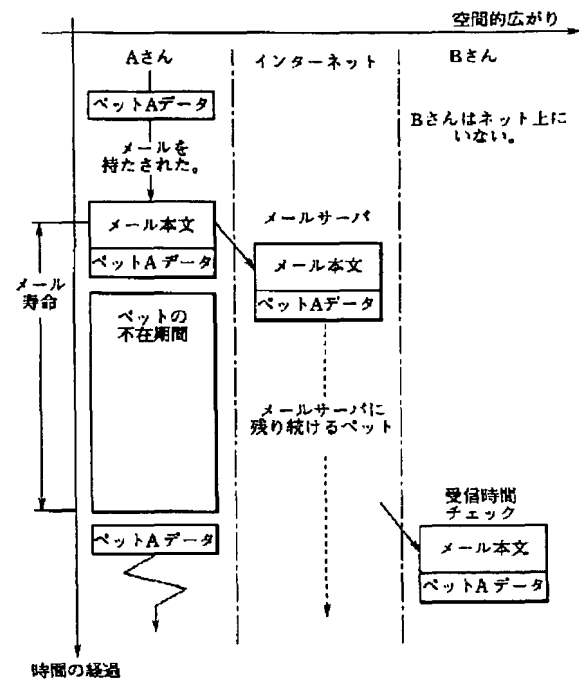 空間的広がり
Aさん
インターネット
Bさん
ペットAデータ
Bさんはネット上に
いない。
メールを
持たされた。
メール本文
ペットAデータ
メールサーバ
メール本文
ペットAデータ
メール
寿命
ペットの
不在期間
メールサーバに
残り続けるペット
受信時間
チェック
メール本文
ペットAデータ
ペットAデータ
時間の経過